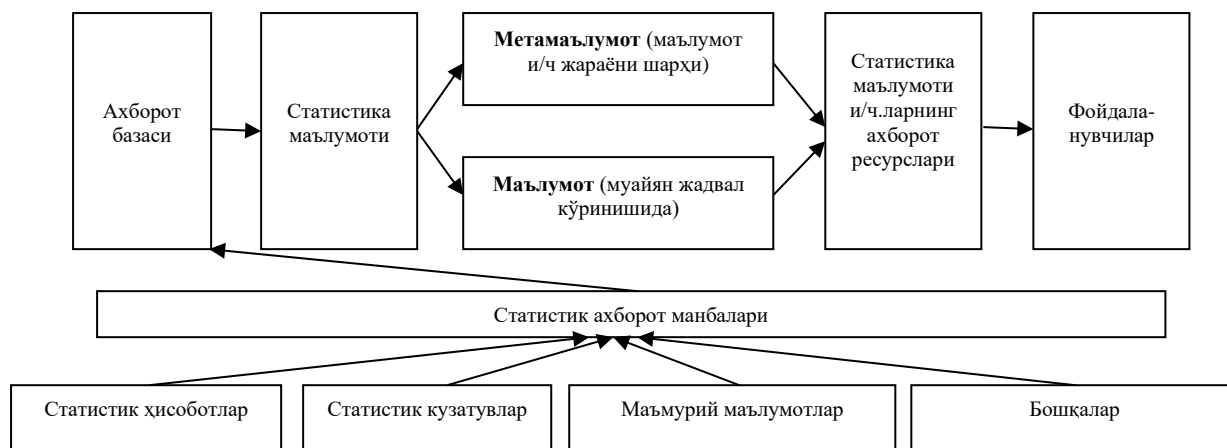 Ахборот
базаси
Статистика
маълумоти
Метамаълумот (маълумот
и/ч жараёни шарҳи)
Маълумот (муайян жадвал
кўринишида)
Статистика
маълумоти
и/ч.ларнинг
ахборот
ресурслари
Фойдала-
нувчилар
Статистик ахборот манбалари
Статистик ҳисоботлар
Статистик кузатувлар
Маъмурий маълумотлар
Бошқалар